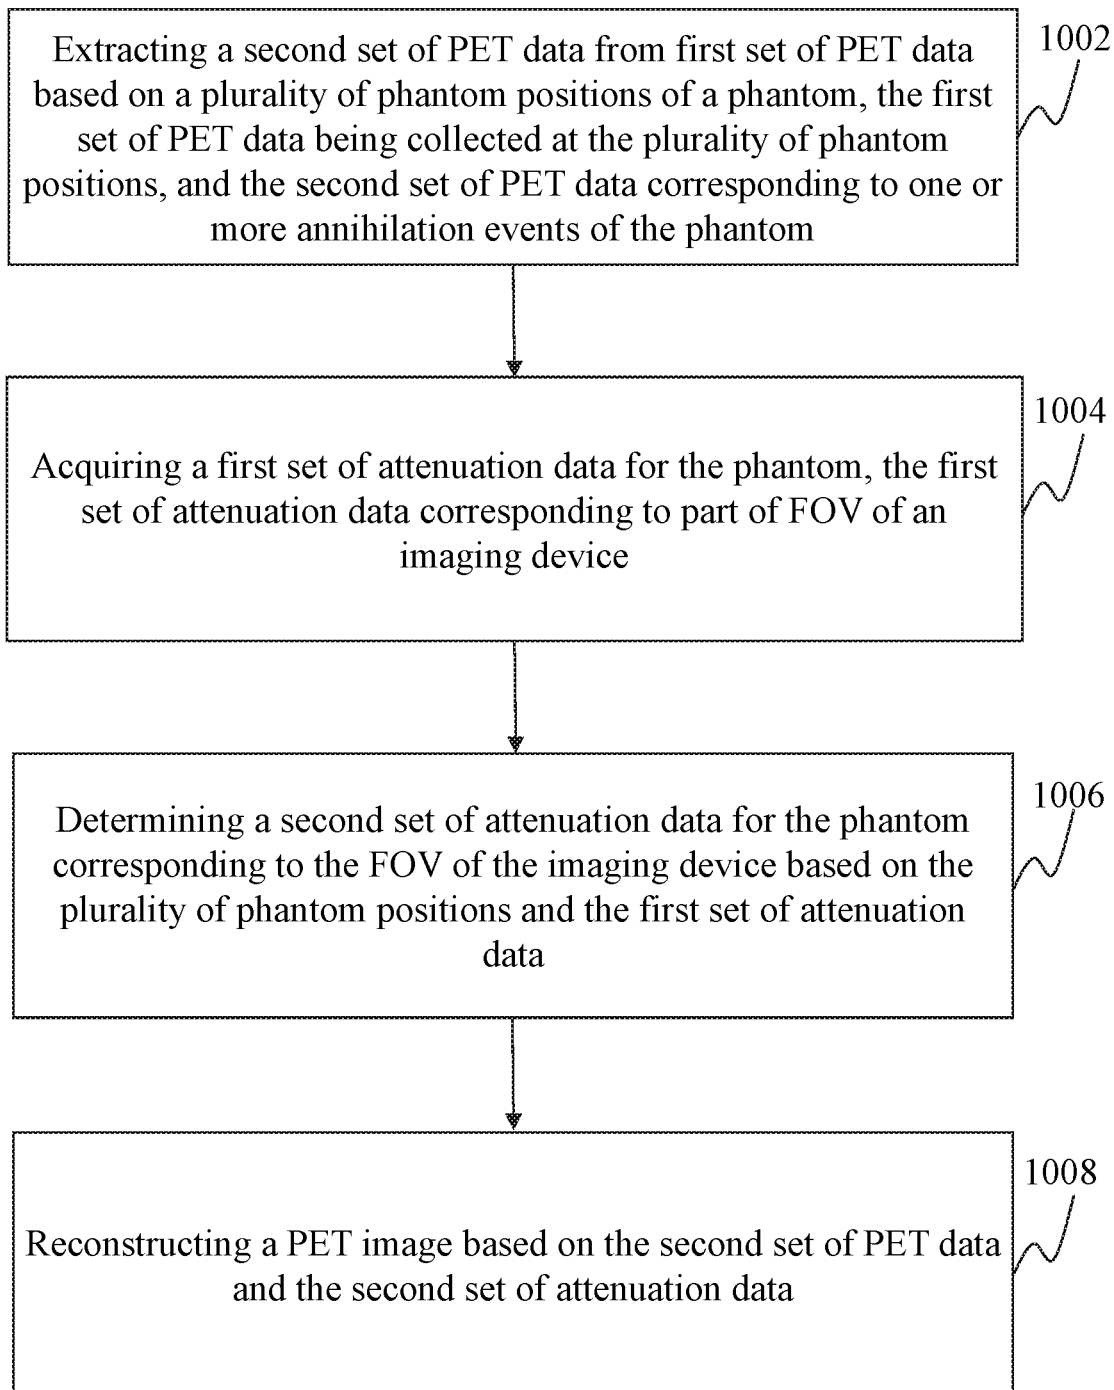 Extracting a second set of PET data from first set of PET data
based on a plurality of phantom positions of a phantom, the first
set of PET data being collected at the plurality of phantom
positions, and the second set of PET data corresponding to one or
more annihilation events of the phantom
1002
Acquiring a first set of attenuation data for the phantom, the first
set of attenuation data corresponding to part of FOV of an
imaging device
1004
Determining a second set of attenuation data for the phantom
corresponding to the FOV of the imaging device based on the
plurality of phantom positions and the first set of attenuation
data
1006
Reconstructing a PET image based on the second set of PET data
and the second set of attenuation data
1008